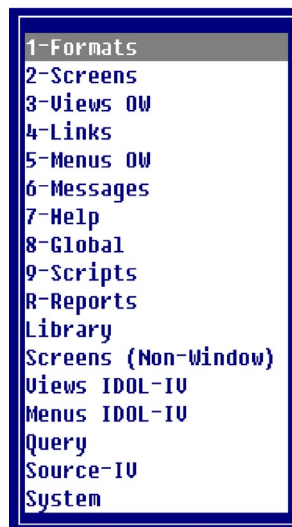 1-Formats
2-Screens
3-Views OW
4-Links
5-Menus OW
6-Messages
7-Help
8-Global
9-Scripts
R-Reports
Library
Screens (Non-Window)
Views IDOL-IV
Menus IDOL-IV
Query
Source-IV
System